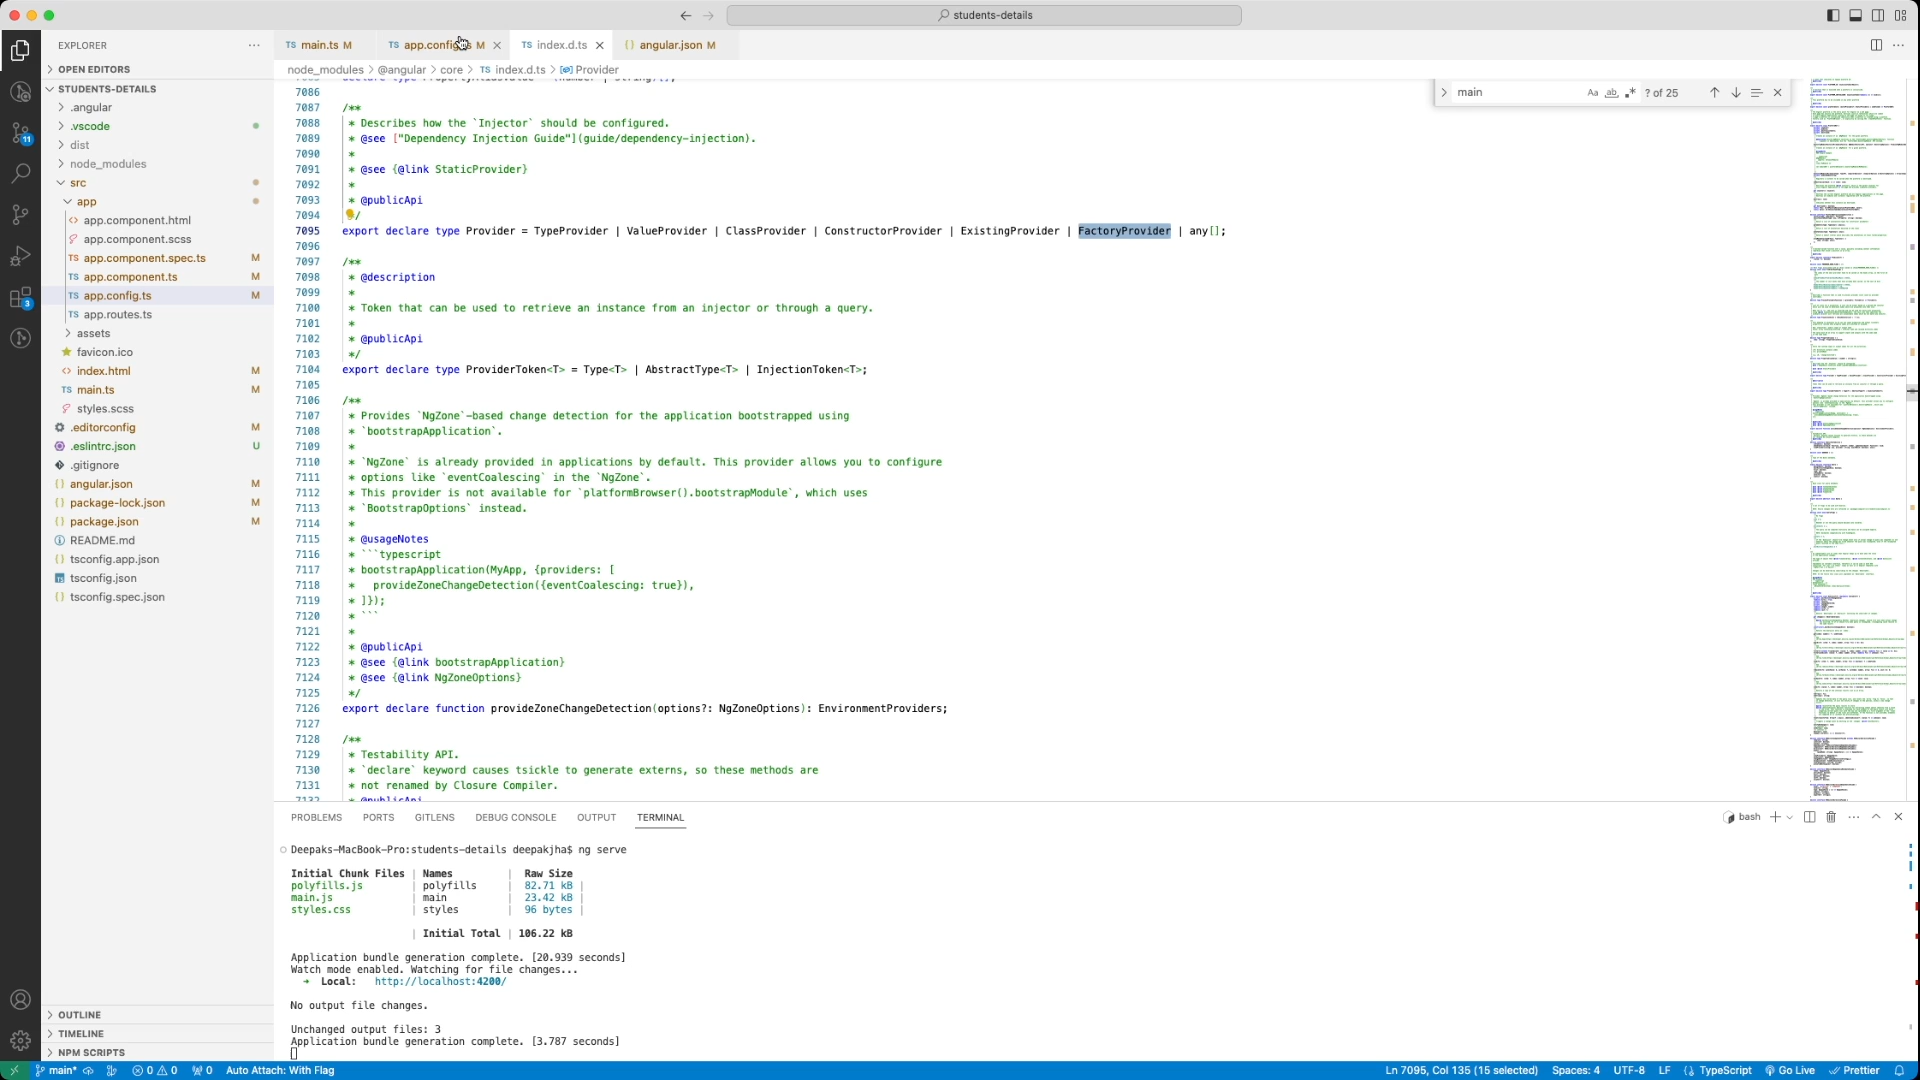 students-details
EXPLORER
TS main.ts M
TS app.config.ts M
TS index.d.ts
{} angular.json M
OPEN EDITORS
node_modules > @angular > core > TS index.d.ts > Provider
STUDENTS-DETAILS
.angular
.vscode
dist
node_modules
src
app
app.component.html
app.component.scss
TS app.component.spec.ts M
TS app.component.ts M
TS app.config.ts M
TS app.routes.ts
assets
favicon.ico
index.html M
TS main.ts M
styles.scss
.editorconfig M
.eslintrc.json U
.gitignore
{} angular.json M
{} package-lock.json M
{} package.json M
README.md
{} tsconfig.app.json
tsconfig.json
{} tsconfig.spec.json
OUTLINE
TIMELINE
NPM SCRIPTS
11
3
main
Aa ab .* ? of 25
7086
7087 /**
7088 * Describes how the `Injector` should be configured.
7089 * @see ["Dependency Injection Guide"](guide/dependency-injection).
7090 *
7091 * @see {@link StaticProvider}
7092 *
7093 * @publicApi
7094 */
7095 export declare type Provider = TypeProvider | ValueProvider | ClassProvider | ConstructorProvider | ExistingProvider | FactoryProvider | any[];
7096
7097 /**
7098 * @description
7099 *
7100 * Token that can be used to retrieve an instance from an injector or through a query.
7101 *
7102 * @publicApi
7103 */
7104 export declare type ProviderToken<T> = Type<T> | AbstractType<T> | InjectionToken<T>;
7105
7106 /**
7107 * Provides `NgZone`-based change detection for the application bootstrapped using
7108 * `bootstrapApplication`.
7109 *
7110 * `NgZone` is already provided in applications by default. This provider allows you to configure
7111 * options like `eventCoalescing` in the `NgZone`.
7112 * This provider is not available for `platformBrowser().bootstrapModule`, which uses
7113 * `BootstrapOptions` instead.
7114 *
7115 * @usageNotes
7116 * ```typescript
7117 * bootstrapApplication(MyApp, {providers: [
7118 *   provideZoneChangeDetection({eventCoalescing: true}),
7119 * ]});
7120 * ```
7121 *
7122 * @publicApi
7123 * @see {@link bootstrapApplication}
7124 * @see {@link NgZoneOptions}
7125 */
7126 export declare function provideZoneChangeDetection(options?: NgZoneOptions): EnvironmentProviders;
7127
7128 /**
7129 * Testability API.
7130 * `declare` keyword causes tsickle to generate externs, so these methods are
7131 * not renamed by Closure Compiler.
7132 * @publicApi
PROBLEMS PORTS GITLENS DEBUG CONSOLE OUTPUT TERMINAL
bash
Deepaks-MacBook-Pro:students-details deepakjha$ ng serve
Initial Chunk Files | Names | Raw Size
polyfills.js | polyfills | 82.71 kB |
main.js | main | 23.42 kB |
styles.css | styles | 96 bytes |
| Initial Total | 106.22 kB
Application bundle generation complete. [20.939 seconds]
Watch mode enabled. Watching for file changes...
➜ Local: http://localhost:4200/
No output file changes.
Unchanged output files: 3
Application bundle generation complete. [3.787 seconds]
main* 0 0 0 Auto Attach: With Flag
Ln 7095, Col 135 (15 selected) Spaces: 4 UTF-8 LF {} TypeScript Go Live Prettier